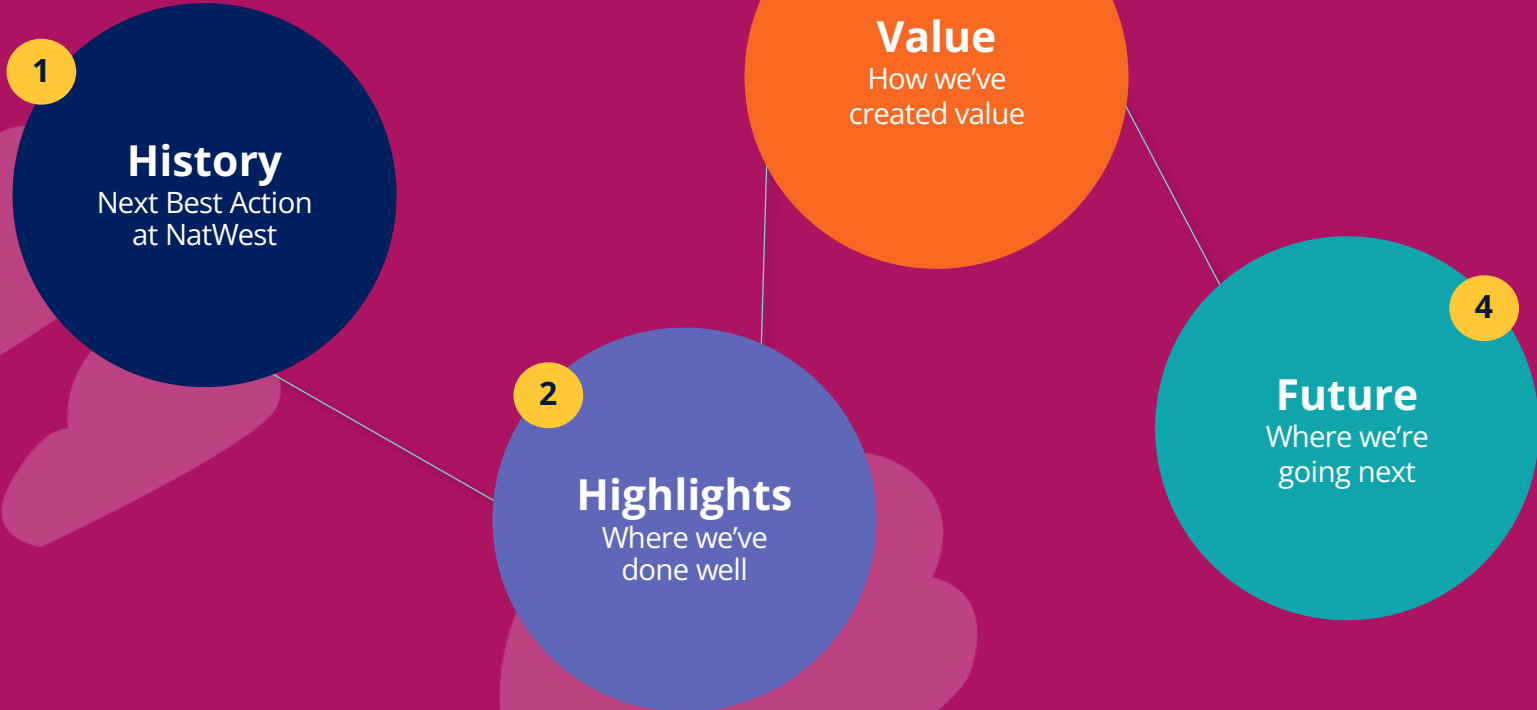 1
History
Next Best Action
at NatWest
2
Highlights
Where we’ve
done well
Value
How we’ve
created value
4
Future
Where we’re
going next